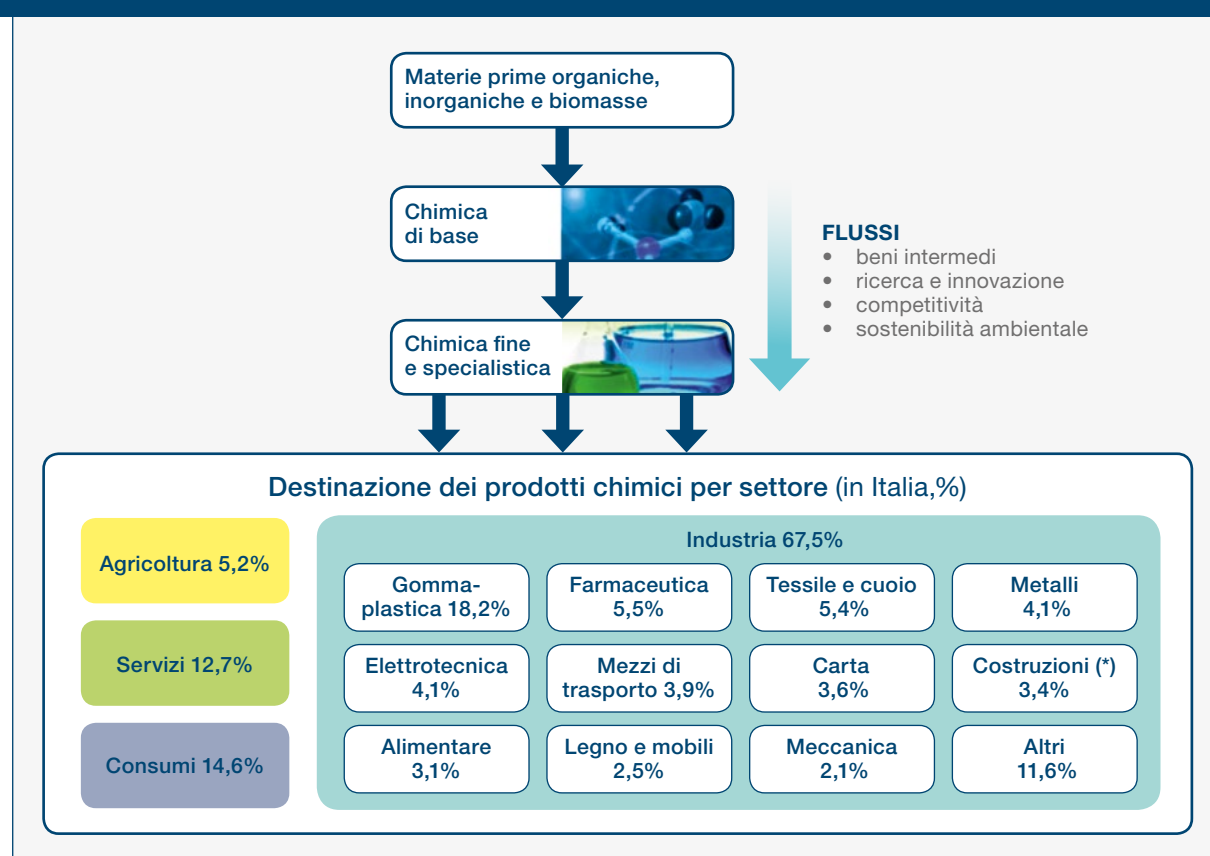 Materie prime organiche,
inorganiche e biomasse
Chimica
di base
FLUSSI
• beni intermedi
• ricerca e innovazione
• competitività
• sostenibilità ambientale
Chimica fine
e specialistica
Destinazione dei prodotti chimici per settore (in Italia,%)
Agricoltura 5,2%
Servizi 12,7%
Consumi 14,6%
Industria 67,5%
Gomma-
plastica 18,2%
Farmaceutica
5,5%
Tessile e cuoio
5,4%
Metalli
4,1%
Elettrotecnica
4,1%
Mezzi di
trasporto 3,9%
Carta
3,6%
Costruzioni (*)
3,4%
Alimentare
3,1%
Legno e mobili
2,5%
Meccanica
2,1%
Altri
11,6%